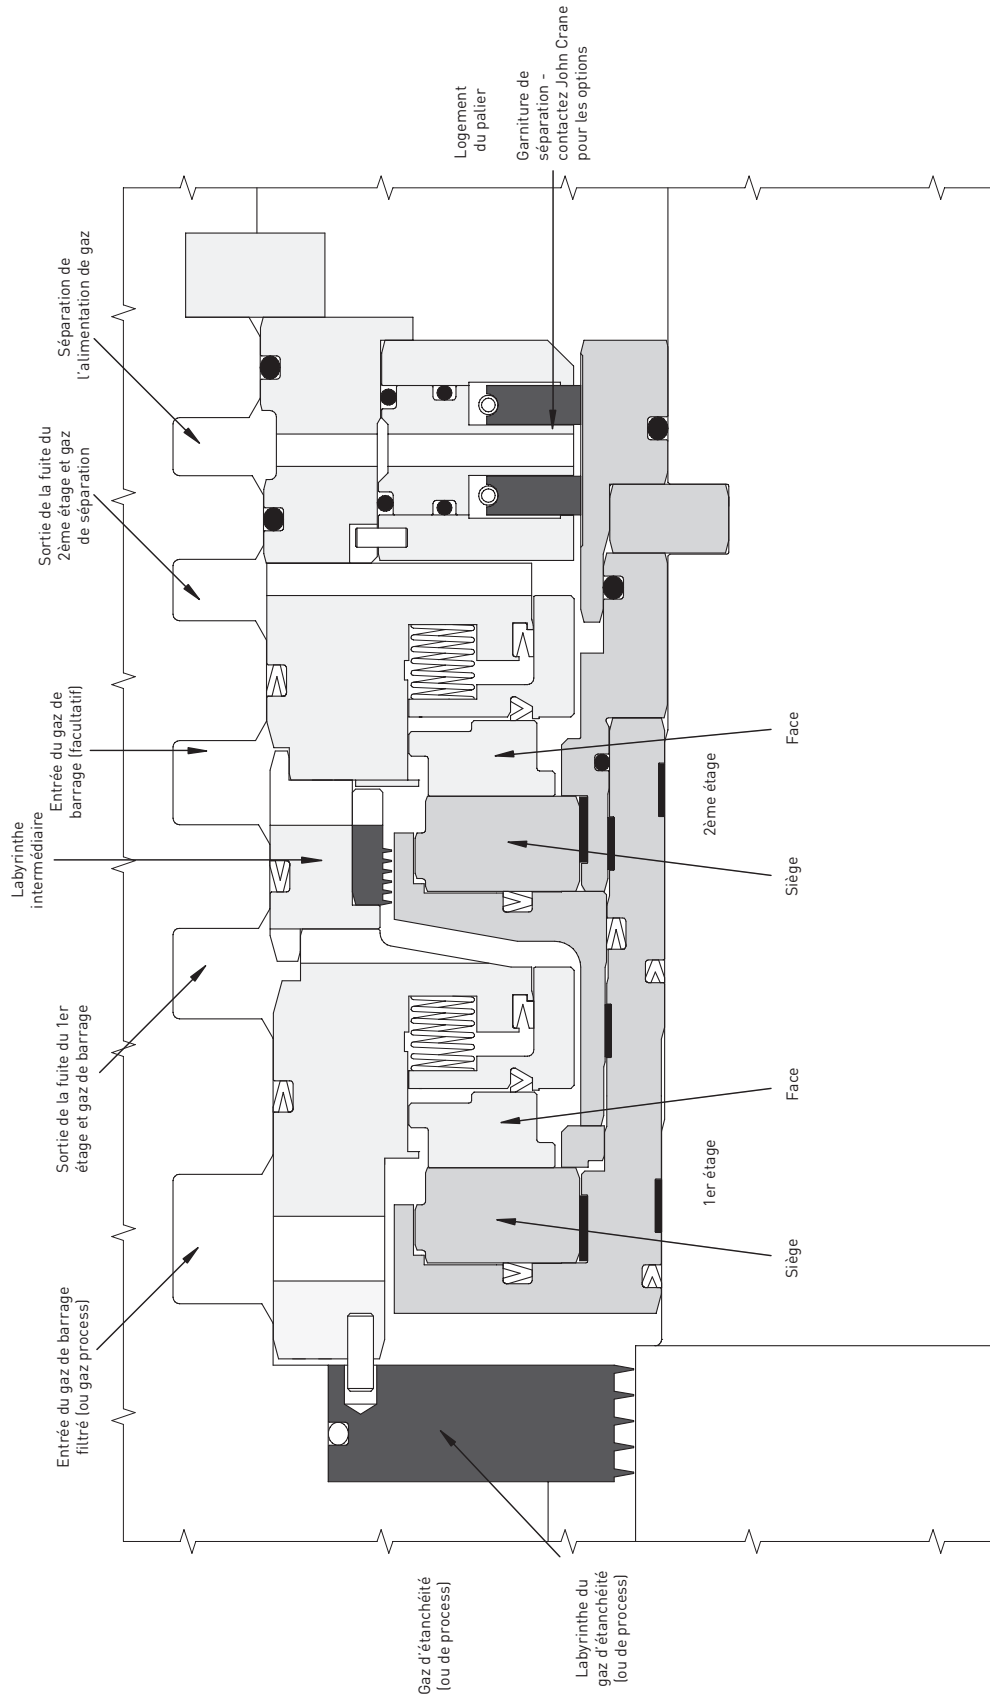 Entrée du gaz de barrage
filtré (ou gaz process)
Sortie de la fuite du 1er
étage et gaz de barrage
Labyrinthe
intermédiaire
Entrée du gaz de
barrage (facultatif)
Sortie de la fuite du
2ème étage et gaz
de séparation
Séparation de
l'alimentation de gaz
Gaz d'étanchéité
(ou de process)
Logement
du palier
Labyrinthe du
gaz d'étanchéité
(ou de process)
Garniture de
séparation -
contactez John Crane
pour les options
1er étage
2ème étage
Siège
Face
Siège
Face